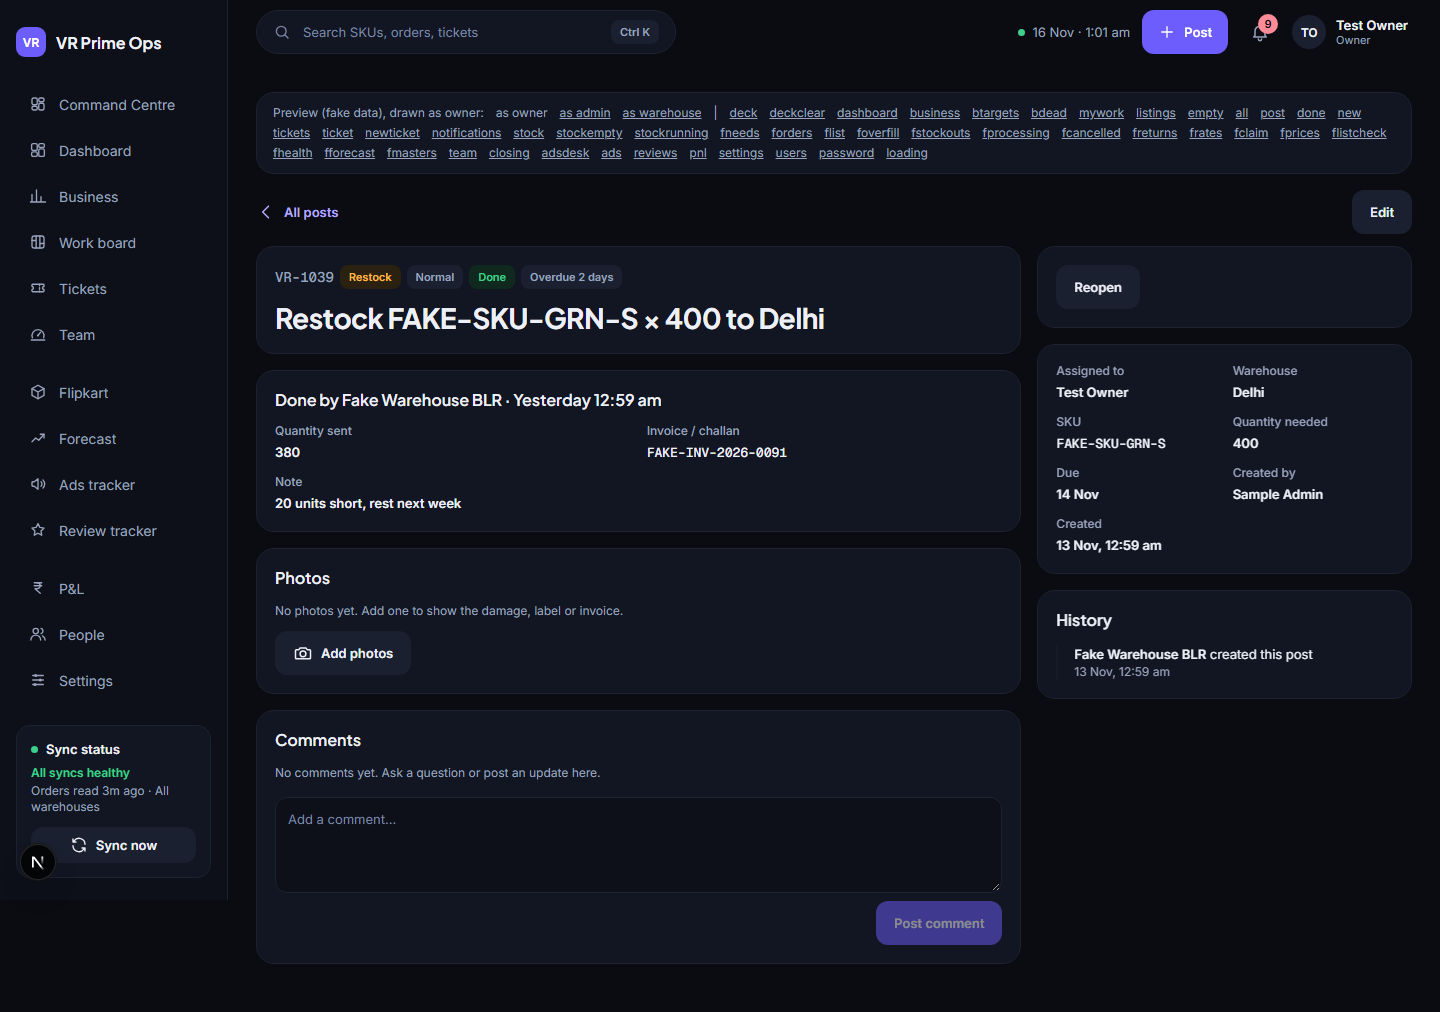 VR VR Prime Ops
Search SKUs, orders, tickets Ctrl K
16 Nov · 1:01 am
+ Post
9
TO
Test Owner
Owner
Command Centre
Dashboard
Business
Work board
Tickets
Team
Flipkart
Forecast
Ads tracker
Review tracker
P&L
People
Settings
Sync status
All syncs healthy
Orders read 3m ago · All
warehouses
Sync now
N
Preview (fake data), drawn as owner: as owner as admin as warehouse | deck deckclear dashboard business btargets bdead mywork listings empty all post done new
tickets ticket newticket notifications stock stockempty stockrunning fneeds forders flist foverfill fstockouts fprocessing fcancelled freturns frates fclaim fprices flistcheck
fhealth fforecast fmasters team closing adsdesk ads reviews pnl settings users password loading
All posts
Edit
VR-1039 Restock Normal Done Overdue 2 days
Restock FAKE-SKU-GRN-S × 400 to Delhi
Done by Fake Warehouse BLR · Yesterday 12:59 am
Quantity sent Invoice / challan
380 FAKE-INV-2026-0091
Note
20 units short, rest next week
Photos
No photos yet. Add one to show the damage, label or invoice.
Add photos
Comments
No comments yet. Ask a question or post an update here.
Add a comment...
Post comment
Reopen
Assigned to Warehouse
Test Owner Delhi
SKU Quantity needed
FAKE-SKU-GRN-S 400
Due Created by
14 Nov Sample Admin
Created
13 Nov, 12:59 am
History
Fake Warehouse BLR created this post
13 Nov, 12:59 am